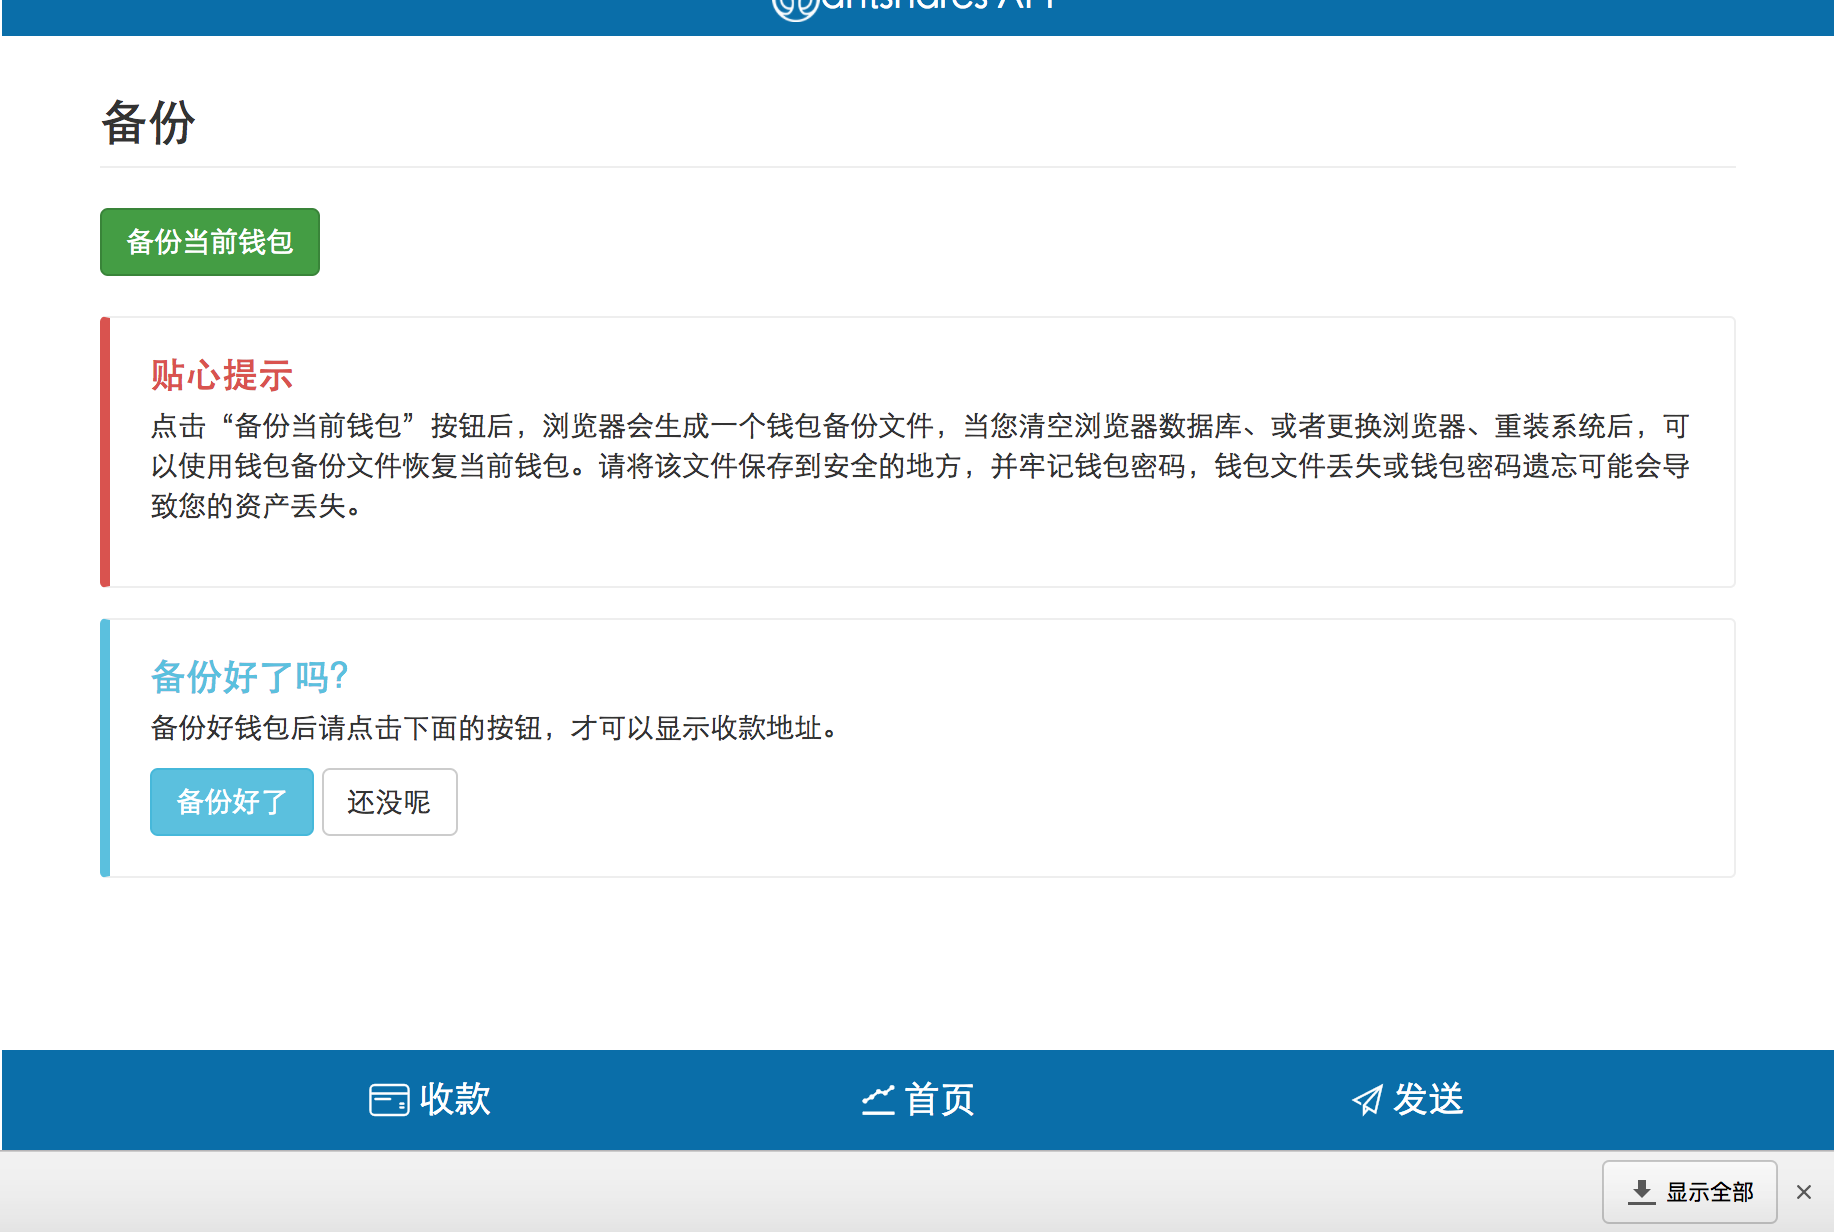 antshares API
备份
备份当前钱包
贴心提示
点击“备份当前钱包”按钮后，浏览器会生成一个钱包备份文件，当您清空浏览器数据库、或者更换浏览器、重装系统后，可
以使用钱包备份文件恢复当前钱包。请将该文件保存到安全的地方，并牢记钱包密码，钱包文件丢失或钱包密码遗忘可能会导
致您的资产丢失。
备份好了吗?
备份好钱包后请点击下面的按钮，才可以显示收款地址。
备份好了 还没呢
收款 首页 发送
显示全部